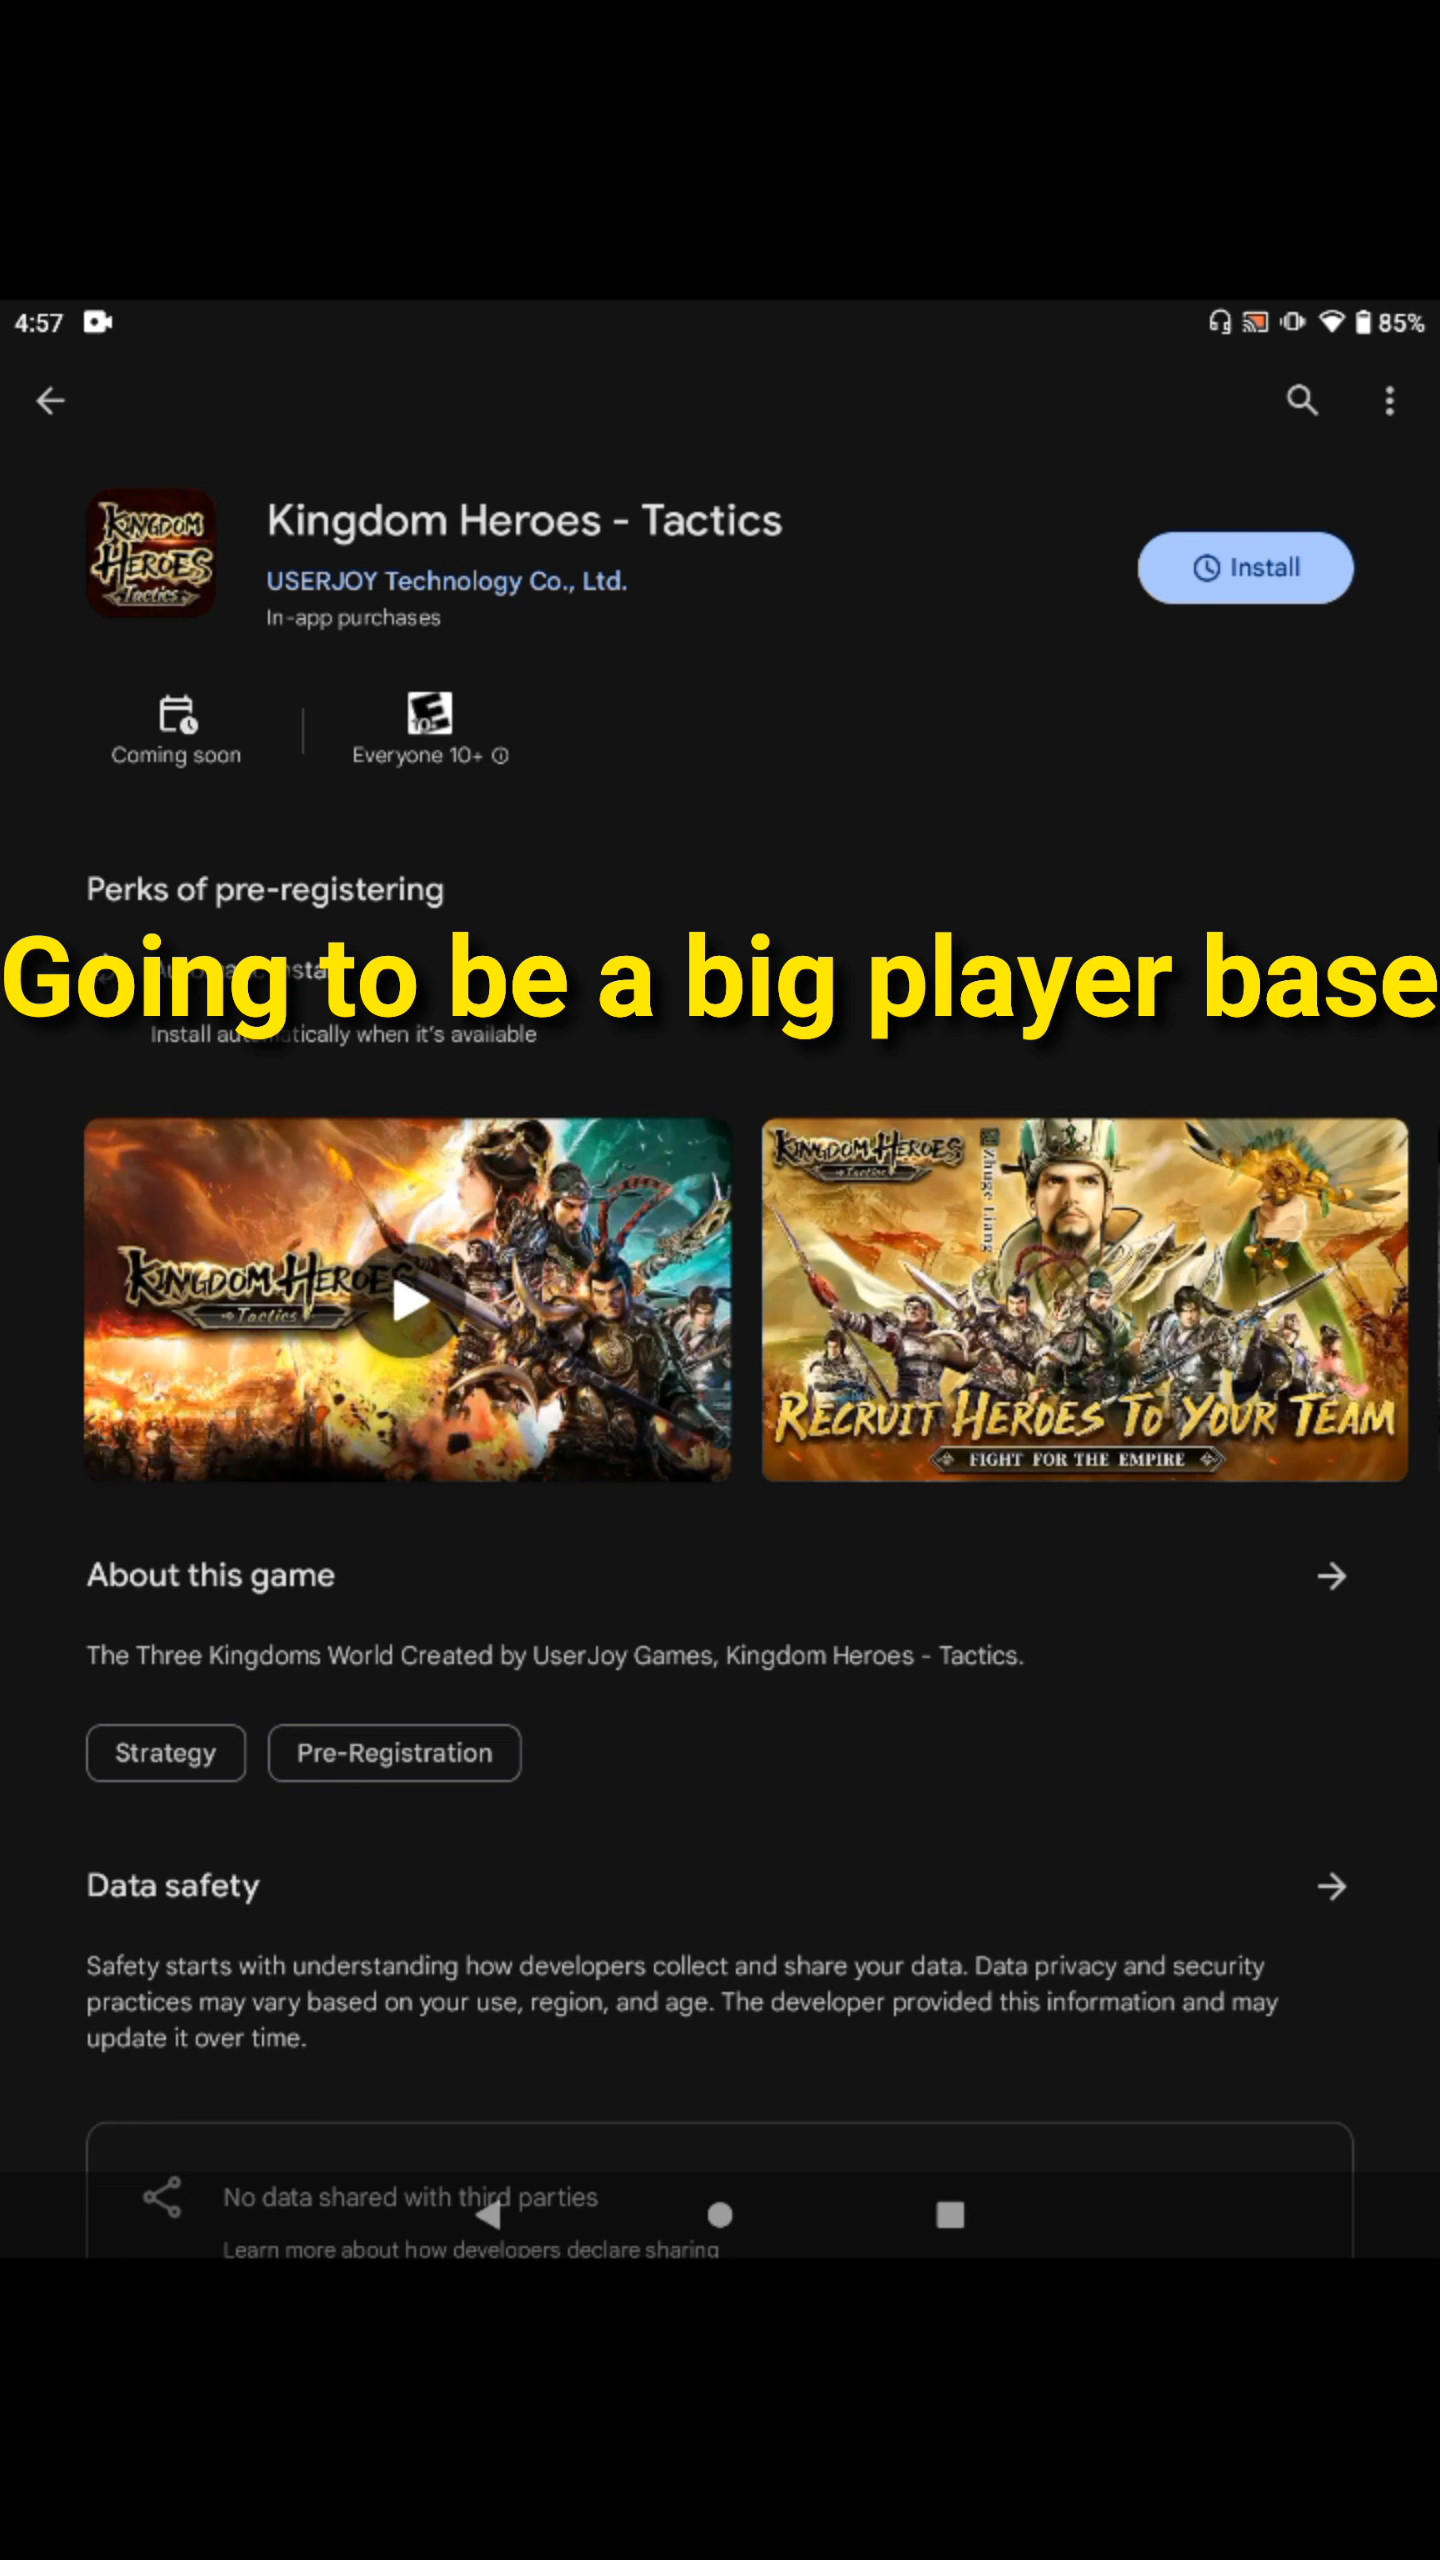 4:57
85%
KINGDOM
HEROES
Tactics
Kingdom Heroes - Tactics
USERJOY Technology Co., Ltd.
In-app purchases
Install
Coming soon
Everyone 10+
Perks of pre-registering
Going to be a big player base
Install automatically when it's available
KINGDOM HEROES
Tactics
KINGDOM HEROES
Tactics
Zhuge Liang
RECRUIT HEROES TO YOUR TEAM
FIGHT FOR THE EMPIRE
About this game
The Three Kingdoms World Created by UserJoy Games, Kingdom Heroes - Tactics.
Strategy
Pre-Registration
Data safety
Safety starts with understanding how developers collect and share your data. Data privacy and security
practices may vary based on your use, region, and age. The developer provided this information and may
update it over time.
No data shared with third parties
Learn more about how developers declare sharing